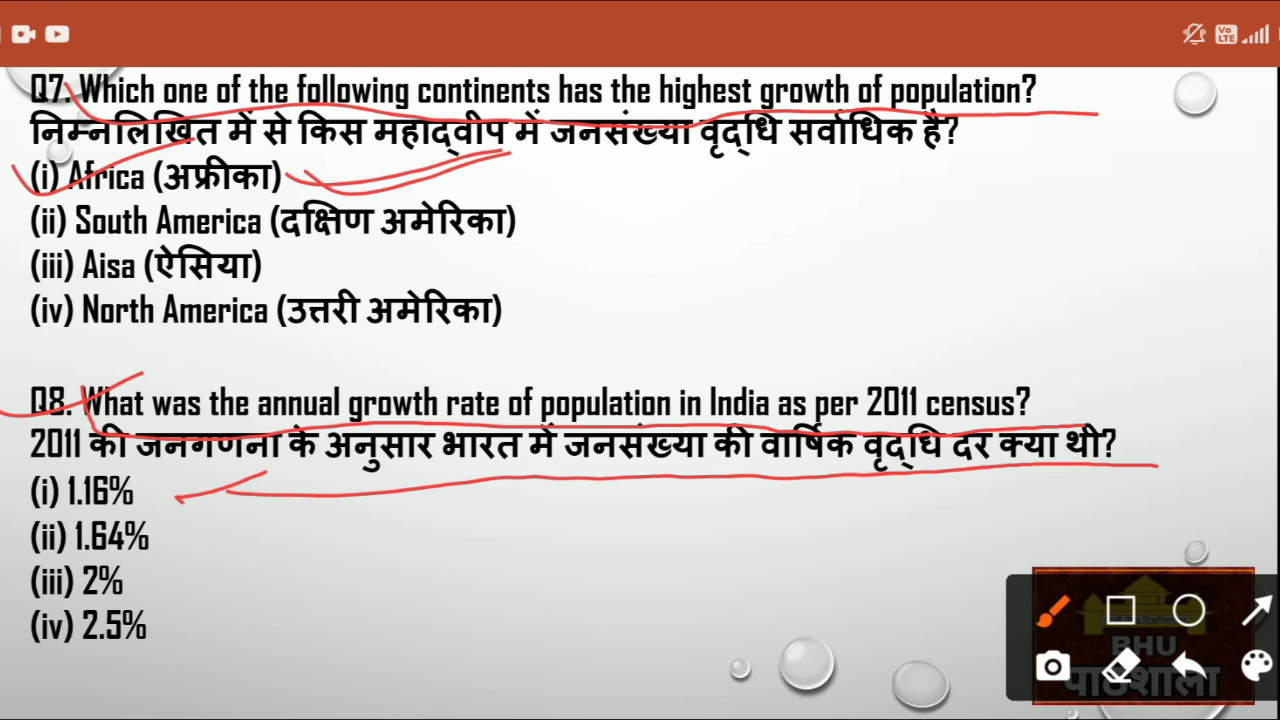 Vo
LTE
Q7. Which one of the following continents has the highest growth of population?
निम्नलिखित में से किस महाद्वीप में जनसंख्या वृद्धि सर्वाधिक है?
(i) Africa (अफ्रीका)
(ii) South America (दक्षिण अमेरिका)
(iii) Aisa (ऐसिया)
(iv) North America (उत्तरी अमेरिका)
Q8. What was the annual growth rate of population in India as per 2011 census?
2011 की जनगणना के अनुसार भारत में जनसंख्या की वार्षिक वृद्धि दर क्या थी?
(i) 1.16%
(ii) 1.64%
(iii) 2%
(iv) 2.5%
BHU
पाठशाला